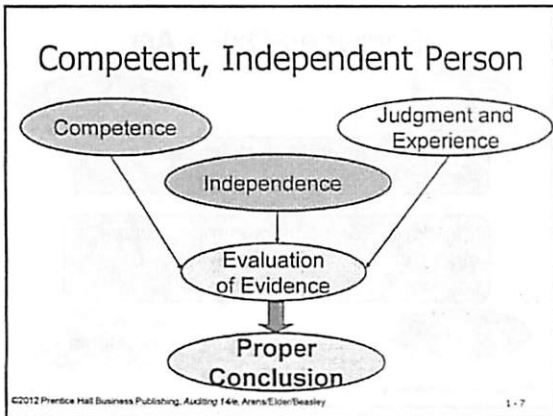 Competent, Independent Person
Competence
Judgment and
Experience
Independence
Evaluation
of Evidence
Proper
Conclusion
©2012 Prentice Hall Business Publishing, Auditing 14/e, Arens/Elder/Beasley
1 - 7